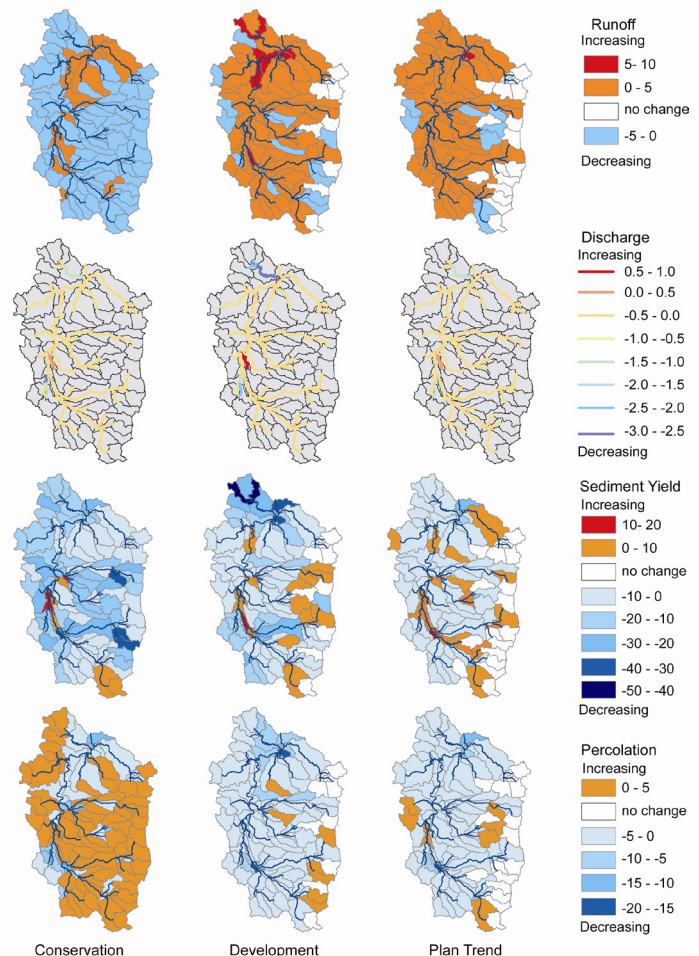 Runoff
Increasing
5- 10
0 - 5
no change
-5 - 0
Decreasing
Discharge
Increasing
0.5 - 1.0
0.0 - 0.5
-0.5 - 0.0
-1.0 - -0.5
-1.5 - -1.0
-2.0 - -1.5
-2.5 - -2.0
-3.0 - -2.5
Decreasing
Sediment Yield
Increasing
10- 20
0 - 10
no change
-10 - 0
-20 - -10
-30 - -20
-40 - -30
-50 - -40
Decreasing
Percolation
Increasing
0 - 5
no change
-5 - 0
-10 - -5
-15 - -10
-20 - -15
Decreasing
Conservation
Development
Plan Trend